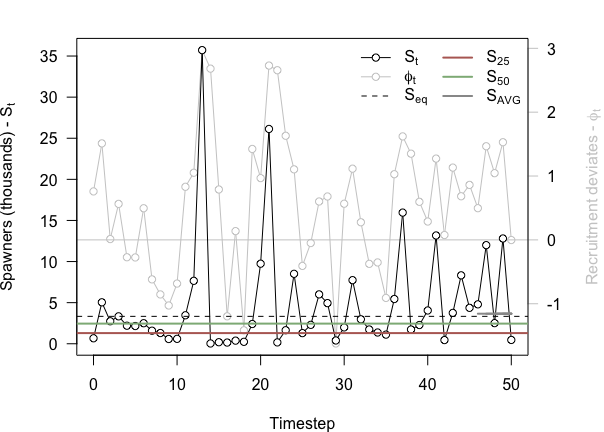 S_t S_25
ϕ_t S_50
S_eq S_AVG
35
30
25
20
15
10
5
0
Spawners (thousands) - S_t
3
2
1
0
-1
Recruitment deviates - ϕ_t
0 10 20 30 40 50
Timestep